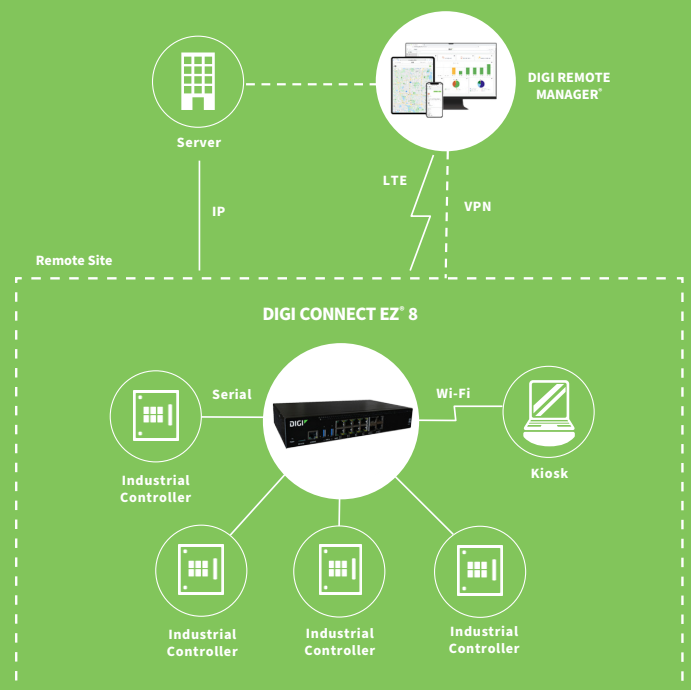 DIGI REMOTE
MANAGER®
Server
LTE
IP
VPN
Remote Site
DIGI CONNECT EZ® 8
Serial
Wi-Fi
DIGI
Industrial
Controller
Kiosk
Industrial
Controller
Industrial
Controller
Industrial
Controller